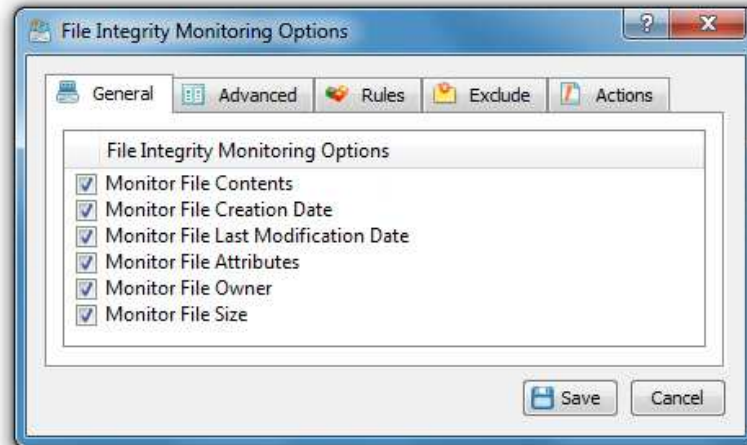 File Integrity Monitoring Options
General Advanced Rules Exclude Actions
File Integrity Monitoring Options
Monitor File Contents
Monitor File Creation Date
Monitor File Last Modification Date
Monitor File Attributes
Monitor File Owner
Monitor File Size
Save Cancel